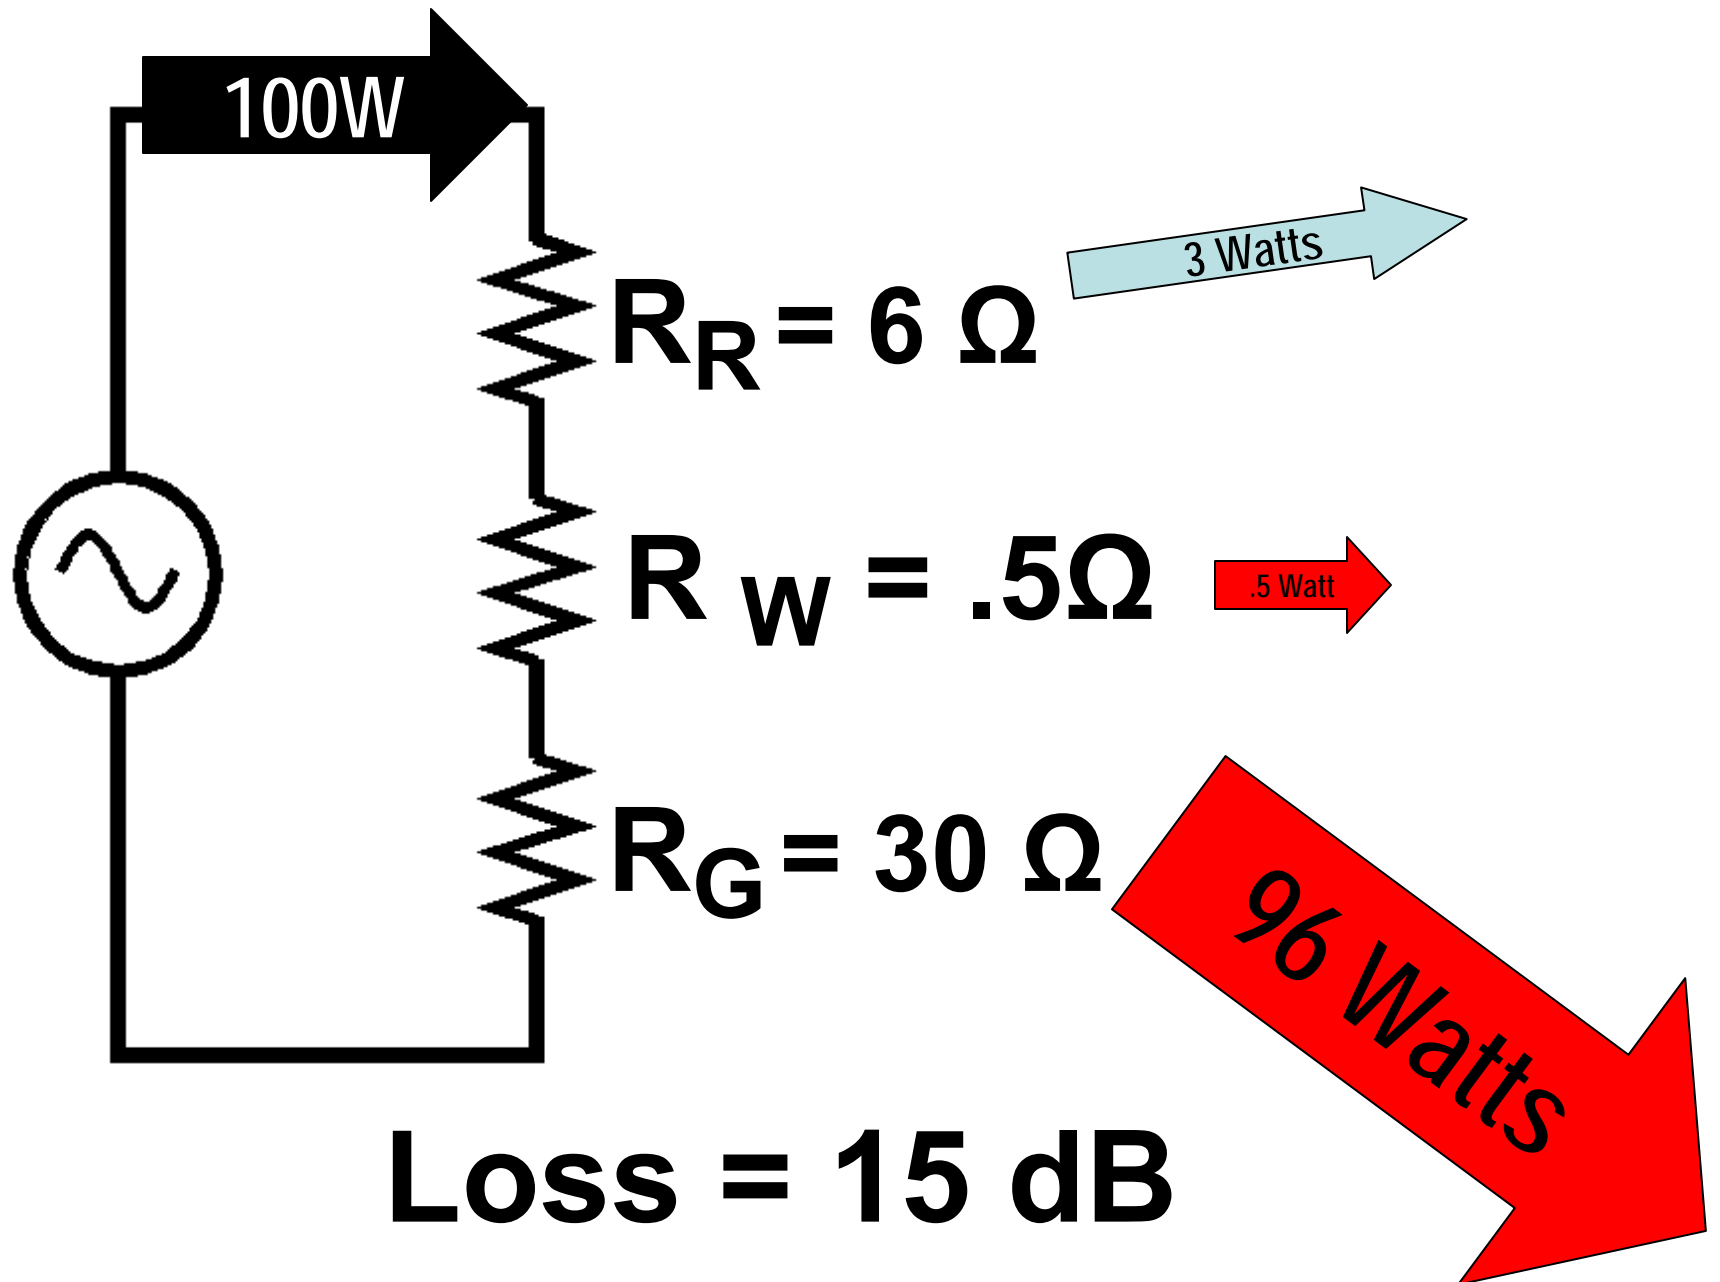 100W
3 Watts
RR = 6 Ω
R W = .5Ω
.5 Watt
RG = 30 Ω
96 Watts
Loss = 15 dB